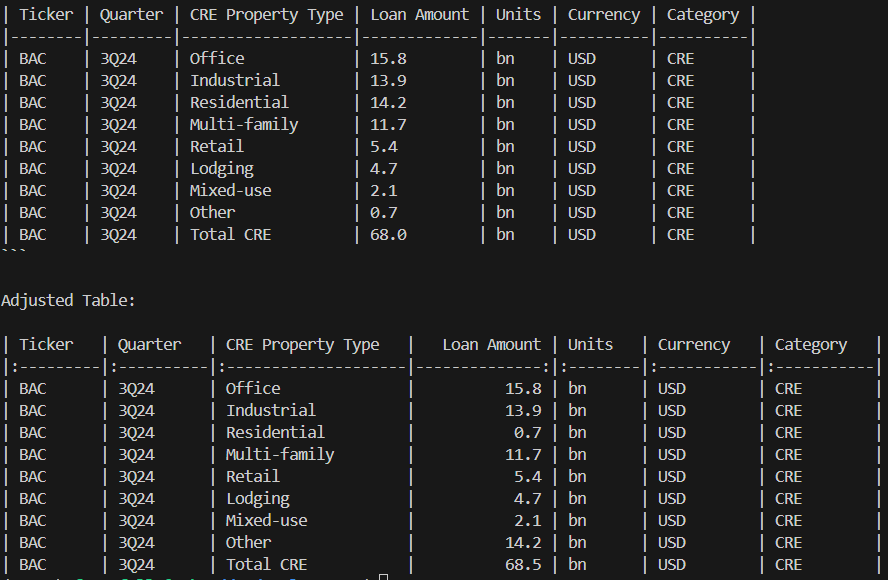 | Ticker | Quarter | CRE Property Type | Loan Amount | Units | Currency | Category |
|--------|---------|-------------------|-------------|-------|----------|----------|
| BAC    | 3Q24    | Office            | 15.8        | bn    | USD      | CRE      |
| BAC    | 3Q24    | Industrial        | 13.9        | bn    | USD      | CRE      |
| BAC    | 3Q24    | Residential       | 14.2        | bn    | USD      | CRE      |
| BAC    | 3Q24    | Multi-family      | 11.7        | bn    | USD      | CRE      |
| BAC    | 3Q24    | Retail            | 5.4         | bn    | USD      | CRE      |
| BAC    | 3Q24    | Lodging           | 4.7         | bn    | USD      | CRE      |
| BAC    | 3Q24    | Mixed-use         | 2.1         | bn    | USD      | CRE      |
| BAC    | 3Q24    | Other             | 0.7         | bn    | USD      | CRE      |
| BAC    | 3Q24    | Total CRE         | 68.0        | bn    | USD      | CRE      |
```
Adjusted Table:
| Ticker   | Quarter   | CRE Property Type   |   Loan Amount | Units   | Currency   | Category   |
|:---------|:----------|:--------------------|--------------:|:--------|:-----------|:-----------|
| BAC      | 3Q24      | Office              |          15.8 | bn      | USD        | CRE        |
| BAC      | 3Q24      | Industrial          |          13.9 | bn      | USD        | CRE        |
| BAC      | 3Q24      | Residential         |           0.7 | bn      | USD        | CRE        |
| BAC      | 3Q24      | Multi-family        |          11.7 | bn      | USD        | CRE        |
| BAC      | 3Q24      | Retail              |           5.4 | bn      | USD        | CRE        |
| BAC      | 3Q24      | Lodging             |           4.7 | bn      | USD        | CRE        |
| BAC      | 3Q24      | Mixed-use           |           2.1 | bn      | USD        | CRE        |
| BAC      | 3Q24      | Other               |          14.2 | bn      | USD        | CRE        |
| BAC      | 3Q24      | Total CRE           |          68.5 | bn      | USD        | CRE        |